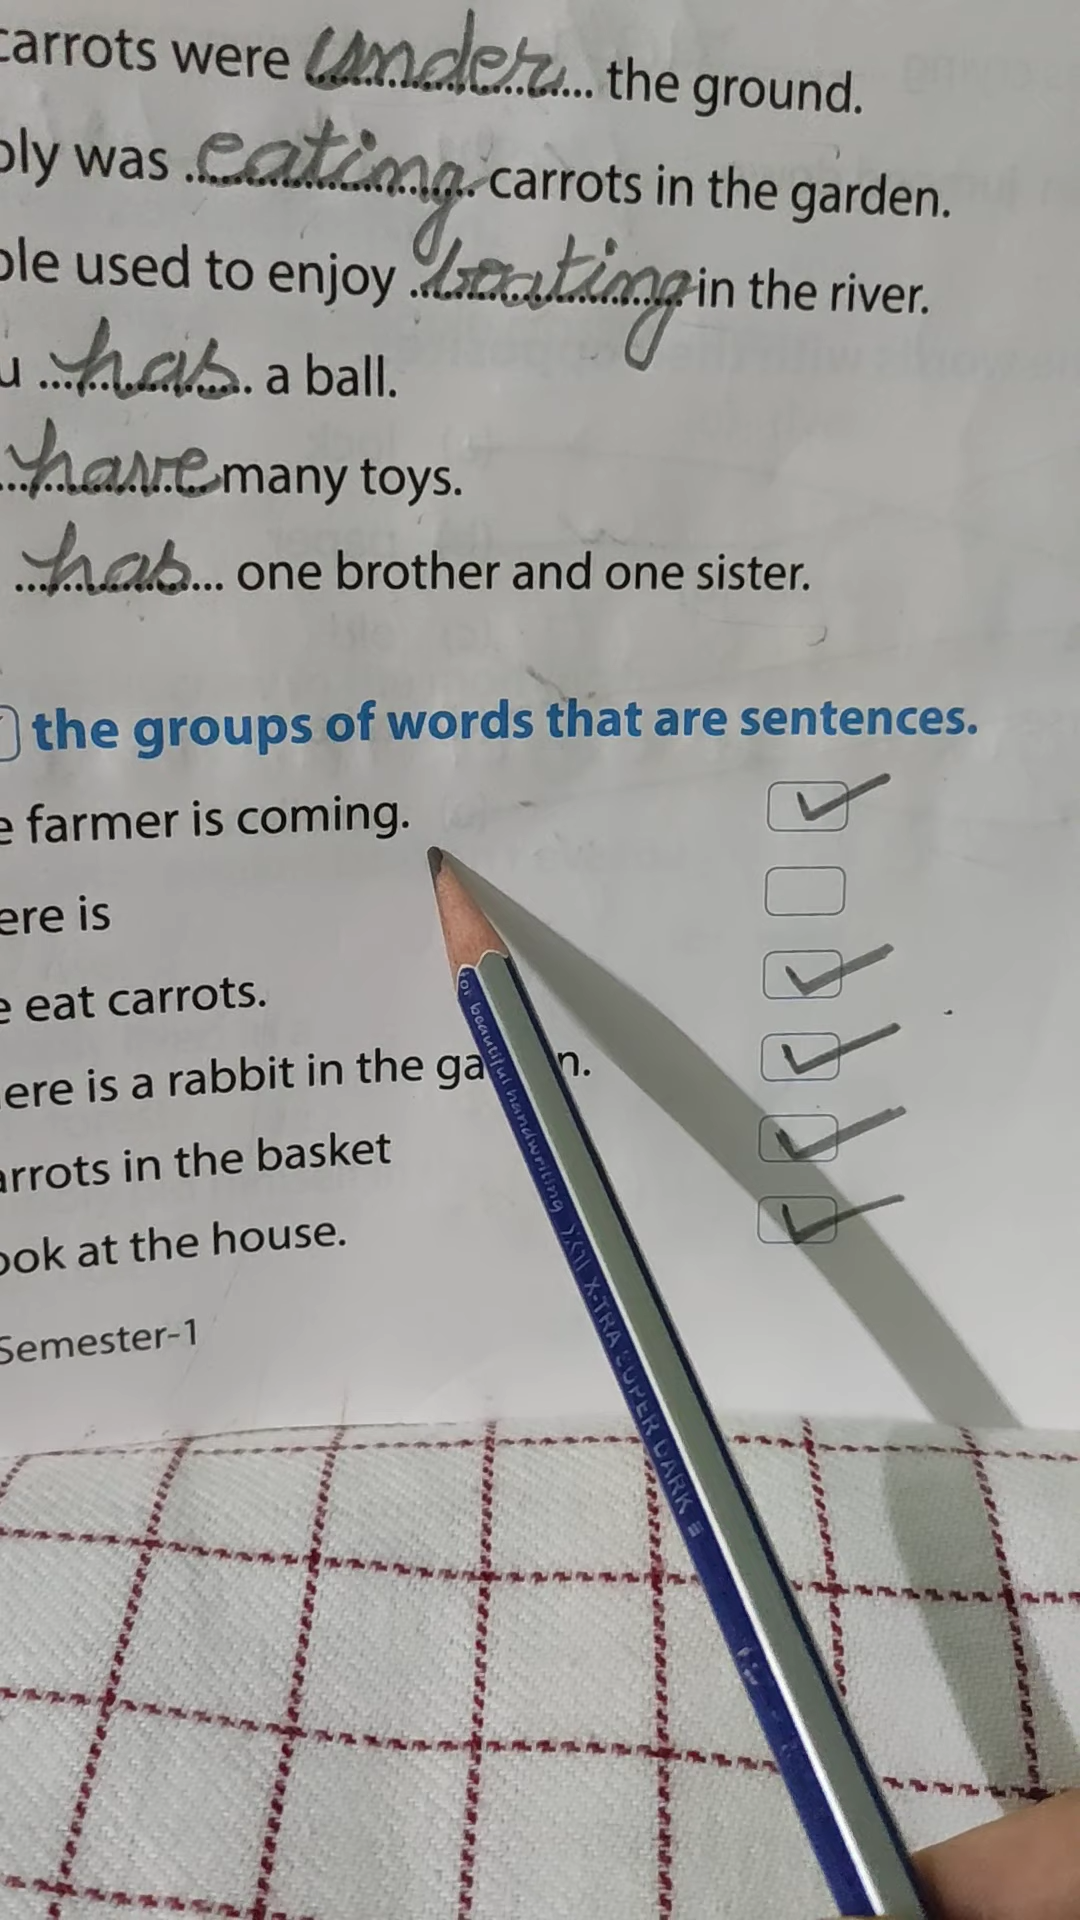 carrots were under the ground.
oly was eating carrots in the garden.
ple used to enjoy boating in the river.
u has a ball.
have many toys.
has one brother and one sister.
the groups of words that are sentences.
e farmer is coming.
ere is
e eat carrots.
ere is a rabbit in the ga n.
arrots in the basket
ook at the house.
Semester-1
for beautiful handwriting X-TRA SUPER DARK